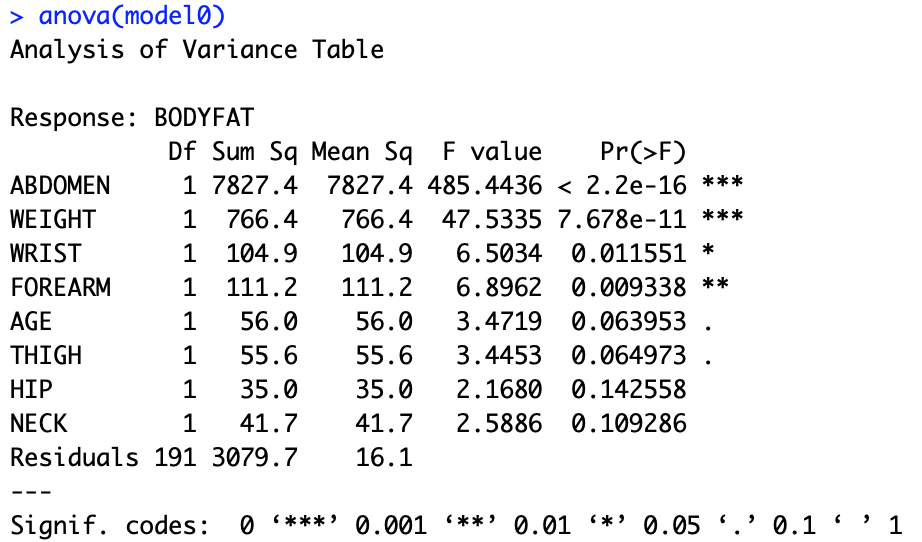 > anova(model0)
Analysis of Variance Table
Response: BODYFAT
Df Sum Sq Mean Sq F value Pr(>F)
ABDOMEN 1 7827.4 7827.4 485.4436 < 2.2e-16 ***
WEIGHT 1 766.4 766.4 47.5335 7.678e-11 ***
WRIST 1 104.9 104.9 6.5034 0.011551 *
FOREARM 1 111.2 111.2 6.8962 0.009338 **
AGE 1 56.0 56.0 3.4719 0.063953 .
THIGH 1 55.6 55.6 3.4453 0.064973 .
HIP 1 35.0 35.0 2.1680 0.142558
NECK 1 41.7 41.7 2.5886 0.109286
Residuals 191 3079.7 16.1
---
Signif. codes: 0 ‘***’ 0.001 ‘**’ 0.01 ‘*’ 0.05 ‘.’ 0.1 ‘ ’ 1